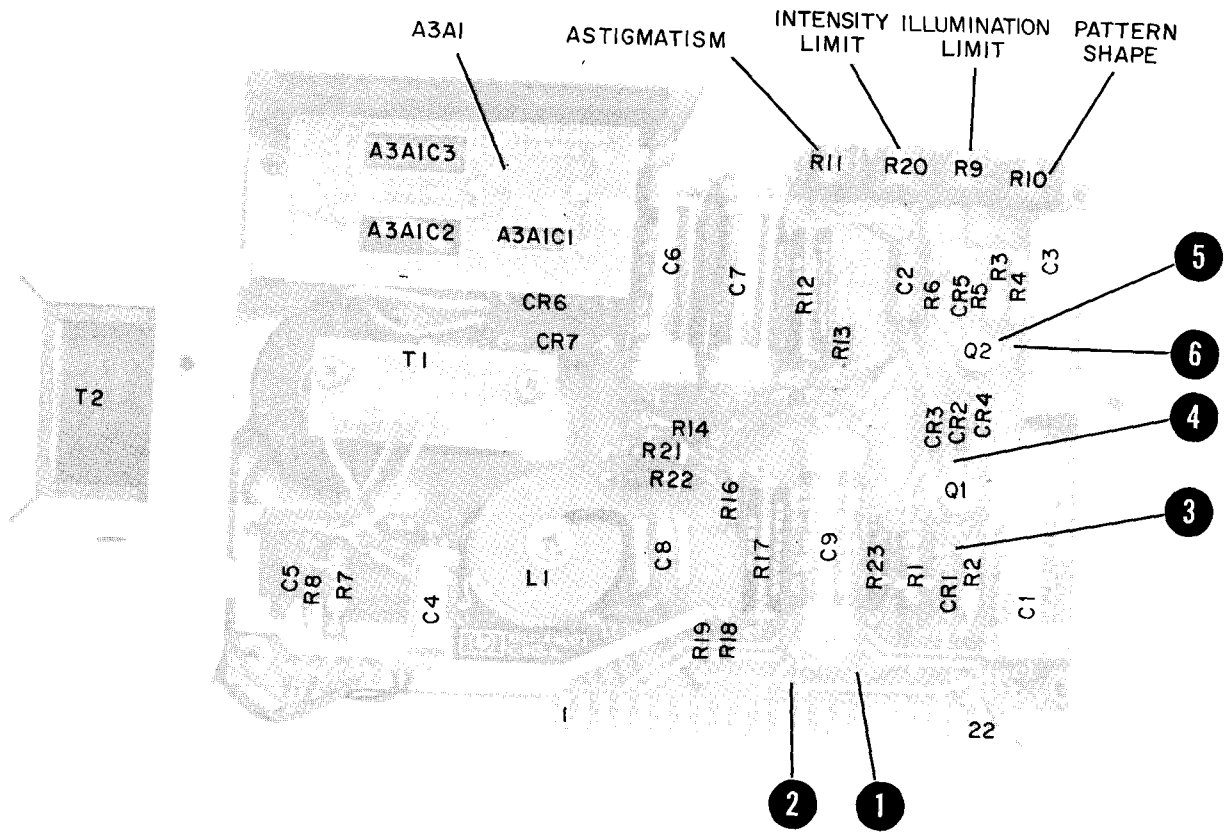 A3A1
ASTIGMATISM
INTENSITY
LIMIT
ILLUMINATION
LIMIT
PATTERN
SHAPE
A3A1C3
R11
R20
R9
R10
A3A1C2
A3A1C1
C6
C7
R12
C2
R6
CR5
R5
R3
R4
C3
5
CR6
CR7
R13
Q2
6
T1
T2
R14
R21
R22
R16
CR3
CR2
CR4
4
Q1
3
C5
R8
R7
C4
L1
C8
R17
C9
R23
R1
CR1
R2
C1
R19
R18
1
22
2
1